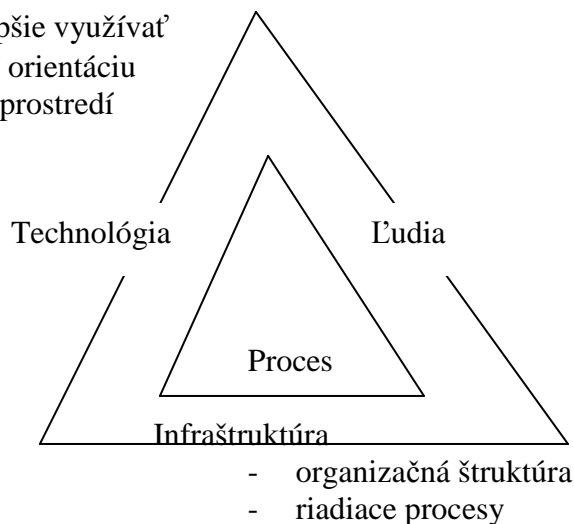 pšie využívať
orientáciu
prostredí
Technológia
Ľudia
Proces
Infraštruktúra
- organizačná štruktúra
- riadiace procesy